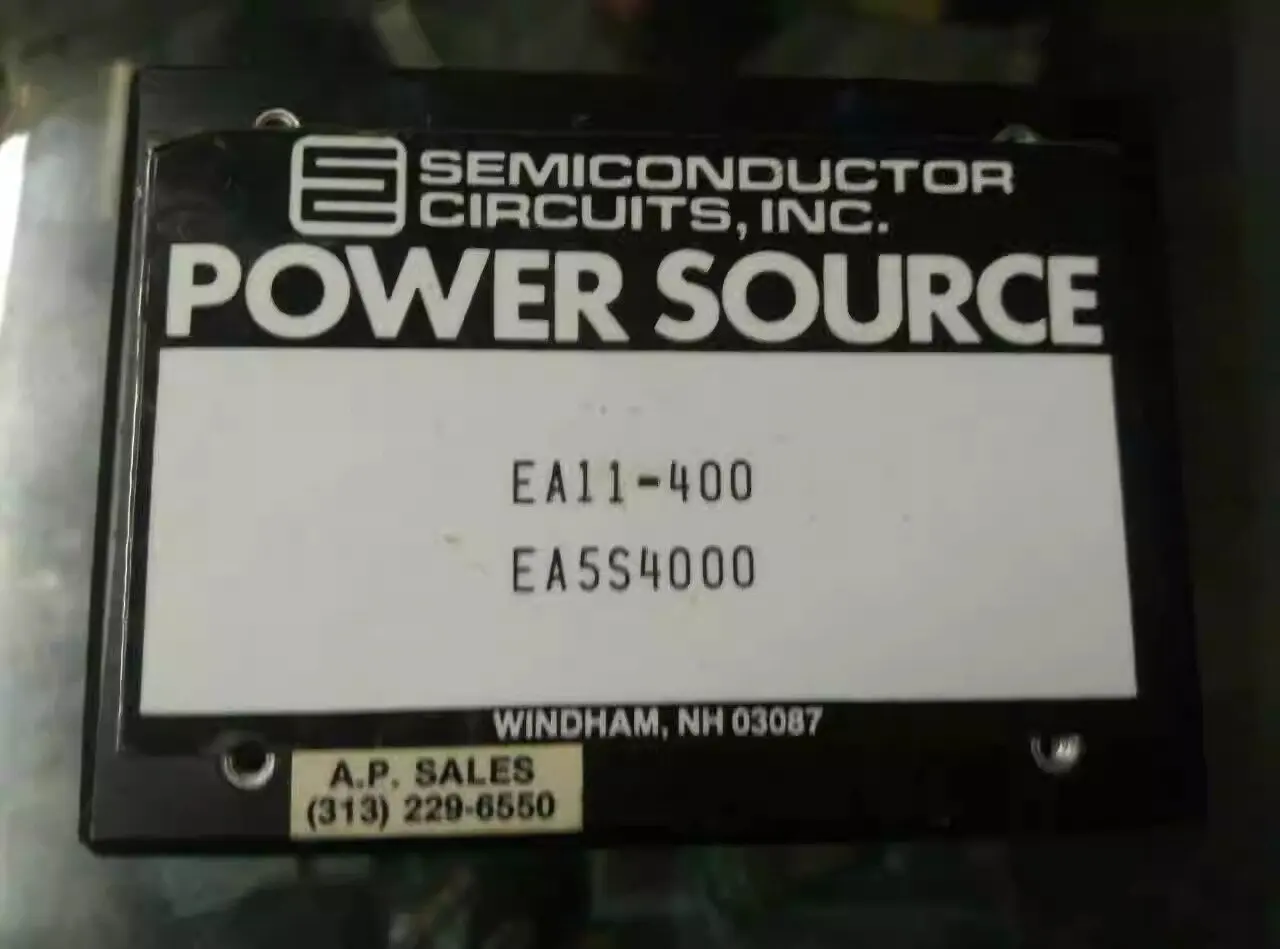 SEMICONDUCTOR
CIRCUITS, INC.
POWER SOURCE
EA11-400
EA5S4000
WINDHAM, NH 03087
A.P. SALES
(313) 229-6550